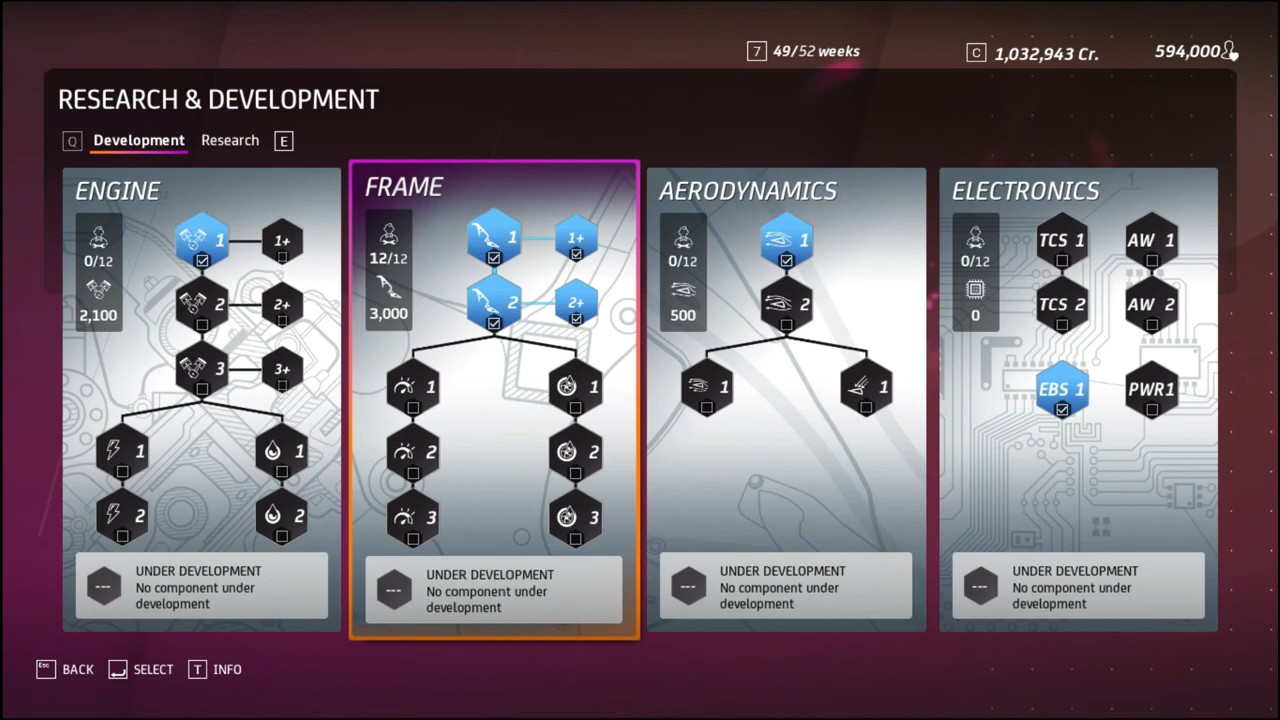 7 49/52 weeks C 1,032,943 Cr. 594,000
RESEARCH & DEVELOPMENT
Q Development Research E
ENGINE
0/12
2,100
1 1+
2 2+
3 3+
1 1
2 2
UNDER DEVELOPMENT
--- No component under
development
FRAME
12/12
3,000
1 1+
2 2+
1 1
2 2
3 3
UNDER DEVELOPMENT
--- No component under
development
AERODYNAMICS
0/12
500
1
2
1 1
UNDER DEVELOPMENT
--- No component under
development
ELECTRONICS
0/12
0
TCS 1 AW 1
TCS 2 AW 2
EBS 1 PWR1
UNDER DEVELOPMENT
--- No component under
development
Esc BACK SELECT T INFO